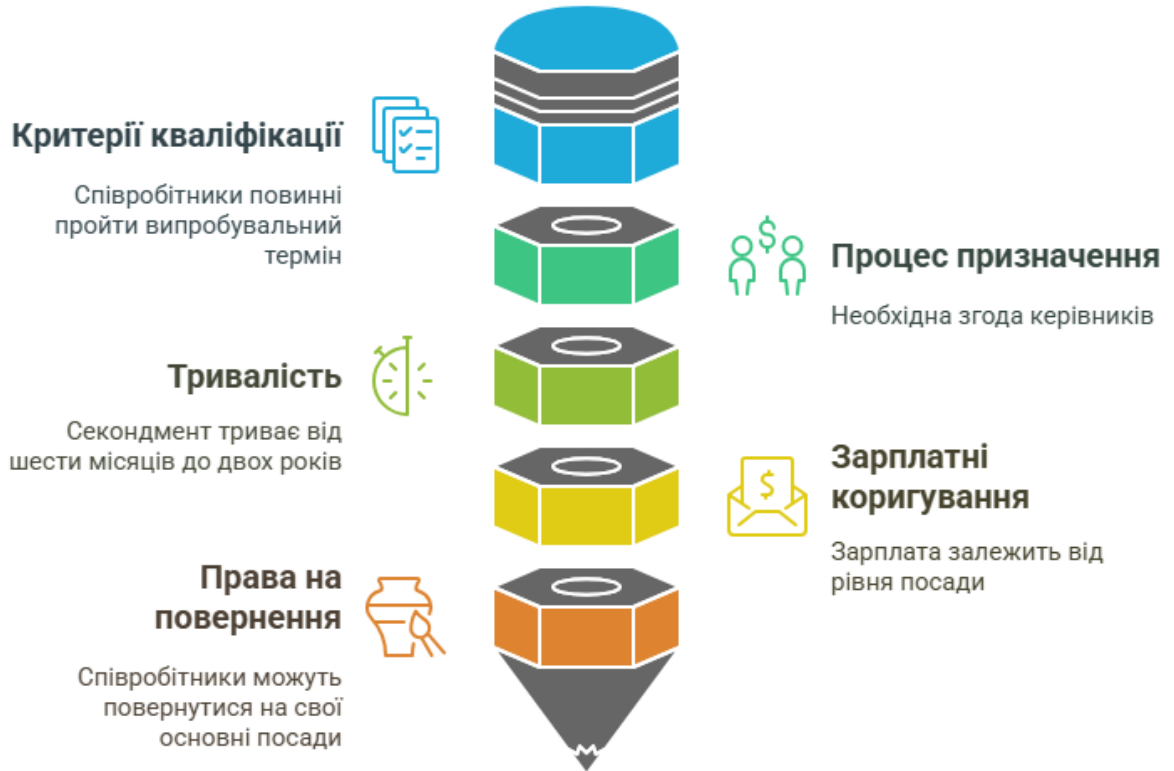 Критерії кваліфікації
Співробітники повинні
пройти випробувальний
термін
Процес призначення
Необхідна згода керівників
Тривалість
Секондмент триває від
шести місяців до двох років
Зарплатні
коригування
Зарплата залежить від
рівня посади
Права на
повернення
Співробітники можуть
повернутися на свої
основні посади